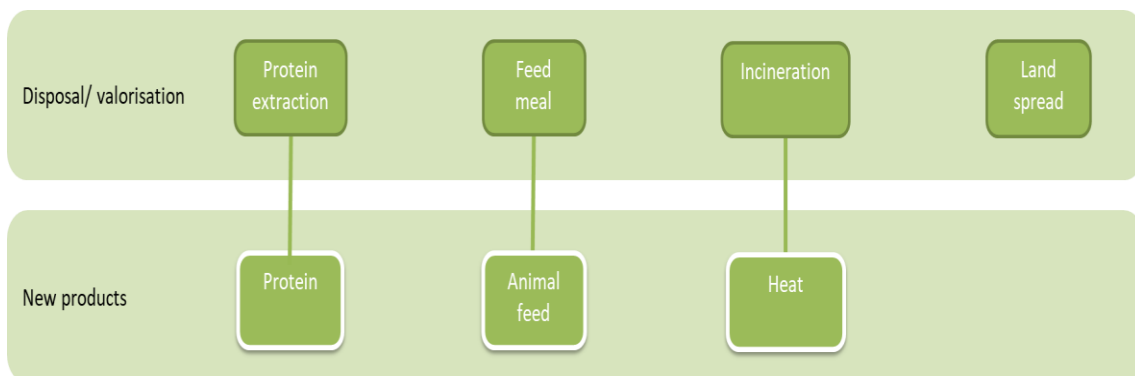 Disposal/ valorisation
Protein
extraction
Feed
meal
Incineration
Land
spread
New products
Protein
Animal
feed
Heat